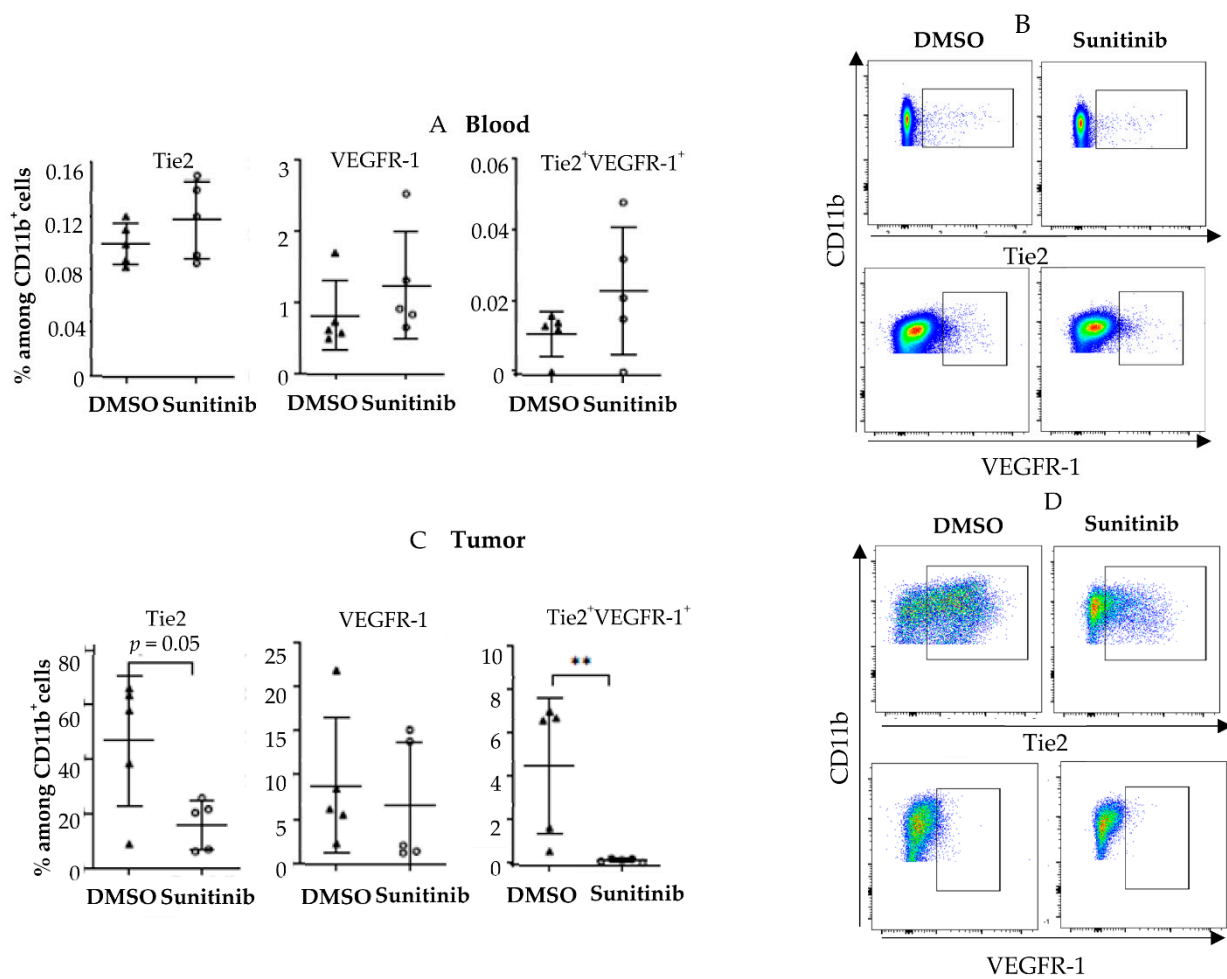 A Blood
Tie2
VEGFR-1
Tie2⁺VEGFR-1⁺
% among CD11b⁺cells
0.16
0.12
0.08
0.04
0
3
2
1
0
0.06
0.04
0.02
0
DMSO Sunitinib
DMSO Sunitinib
DMSO Sunitinib
B
DMSO Sunitinib
CD11b
Tie2
VEGFR-1
C Tumor
Tie2
VEGFR-1
Tie2⁺VEGFR-1⁺
p = 0.05
**
% among CD11b⁺cells
80
60
40
20
0
25
20
15
10
5
0
10
8
6
4
2
0
DMSO Sunitinib
DMSO Sunitinib
DMSO Sunitinib
D
DMSO Sunitinib
CD11b
Tie2
-1
VEGFR-1